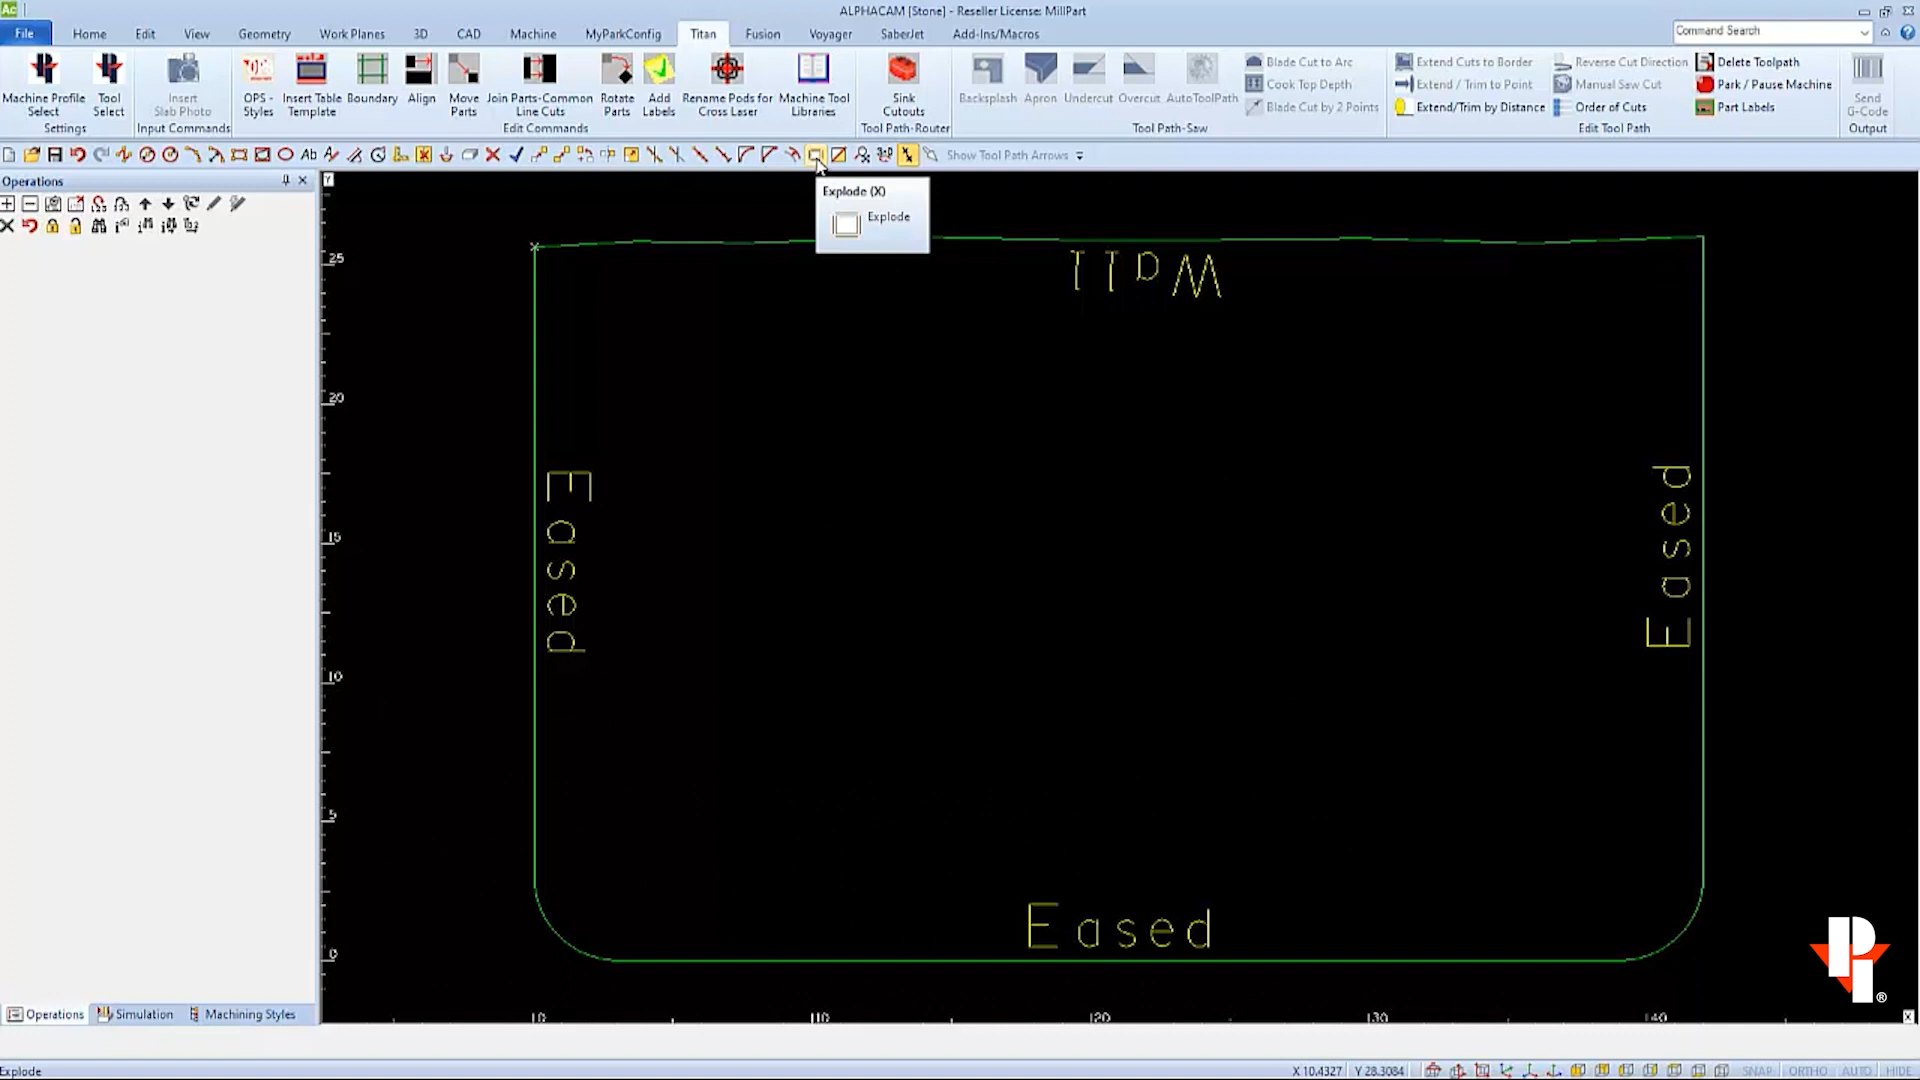 Ac
ALPHACAM [Stone] - Reseller License: MillPart
File Home Edit View Geometry Work Planes 3D CAD Machine MyParkConfig Titan Fusion Voyager SaberJet Add-Ins/Macros
Command Search
Machine Profile Select
Tool Select
Settings
Insert Slab Photo
Input Commands
OPS - Styles
Insert Table Template
Boundary
Align
Move Parts
Join Parts-Common Line Cuts
Rotate Parts
Add Labels
Rename Pods for Cross Laser
Machine Tool Libraries
Edit Commands
Sink Cutouts
Tool Path-Router
Backsplash
Apron
Undercut
Overcut
AutoToolPath
Blade Cut to Arc
Cook Top Depth
Blade Cut by 2 Points
Tool Path-Saw
Extend Cuts to Border
Extend / Trim to Point
Extend/Trim by Distance
Reverse Cut Direction
Manual Saw Cut
Order of Cuts
Delete Toolpath
Park / Pause Machine
Part Labels
Edit Tool Path
Send G-Code
Output
Show Tool Path Arrows
Operations
Explode (X)
Explode
Y
25
20
15
10
5
0
Wall
Eased
Eased
Eased
|0
|10
|20
|30
|40
X
Operations Simulation Machining Styles
Explode
X 10.4327 Y 28.3084
SNAP ORTHO AUTO HIDE
®